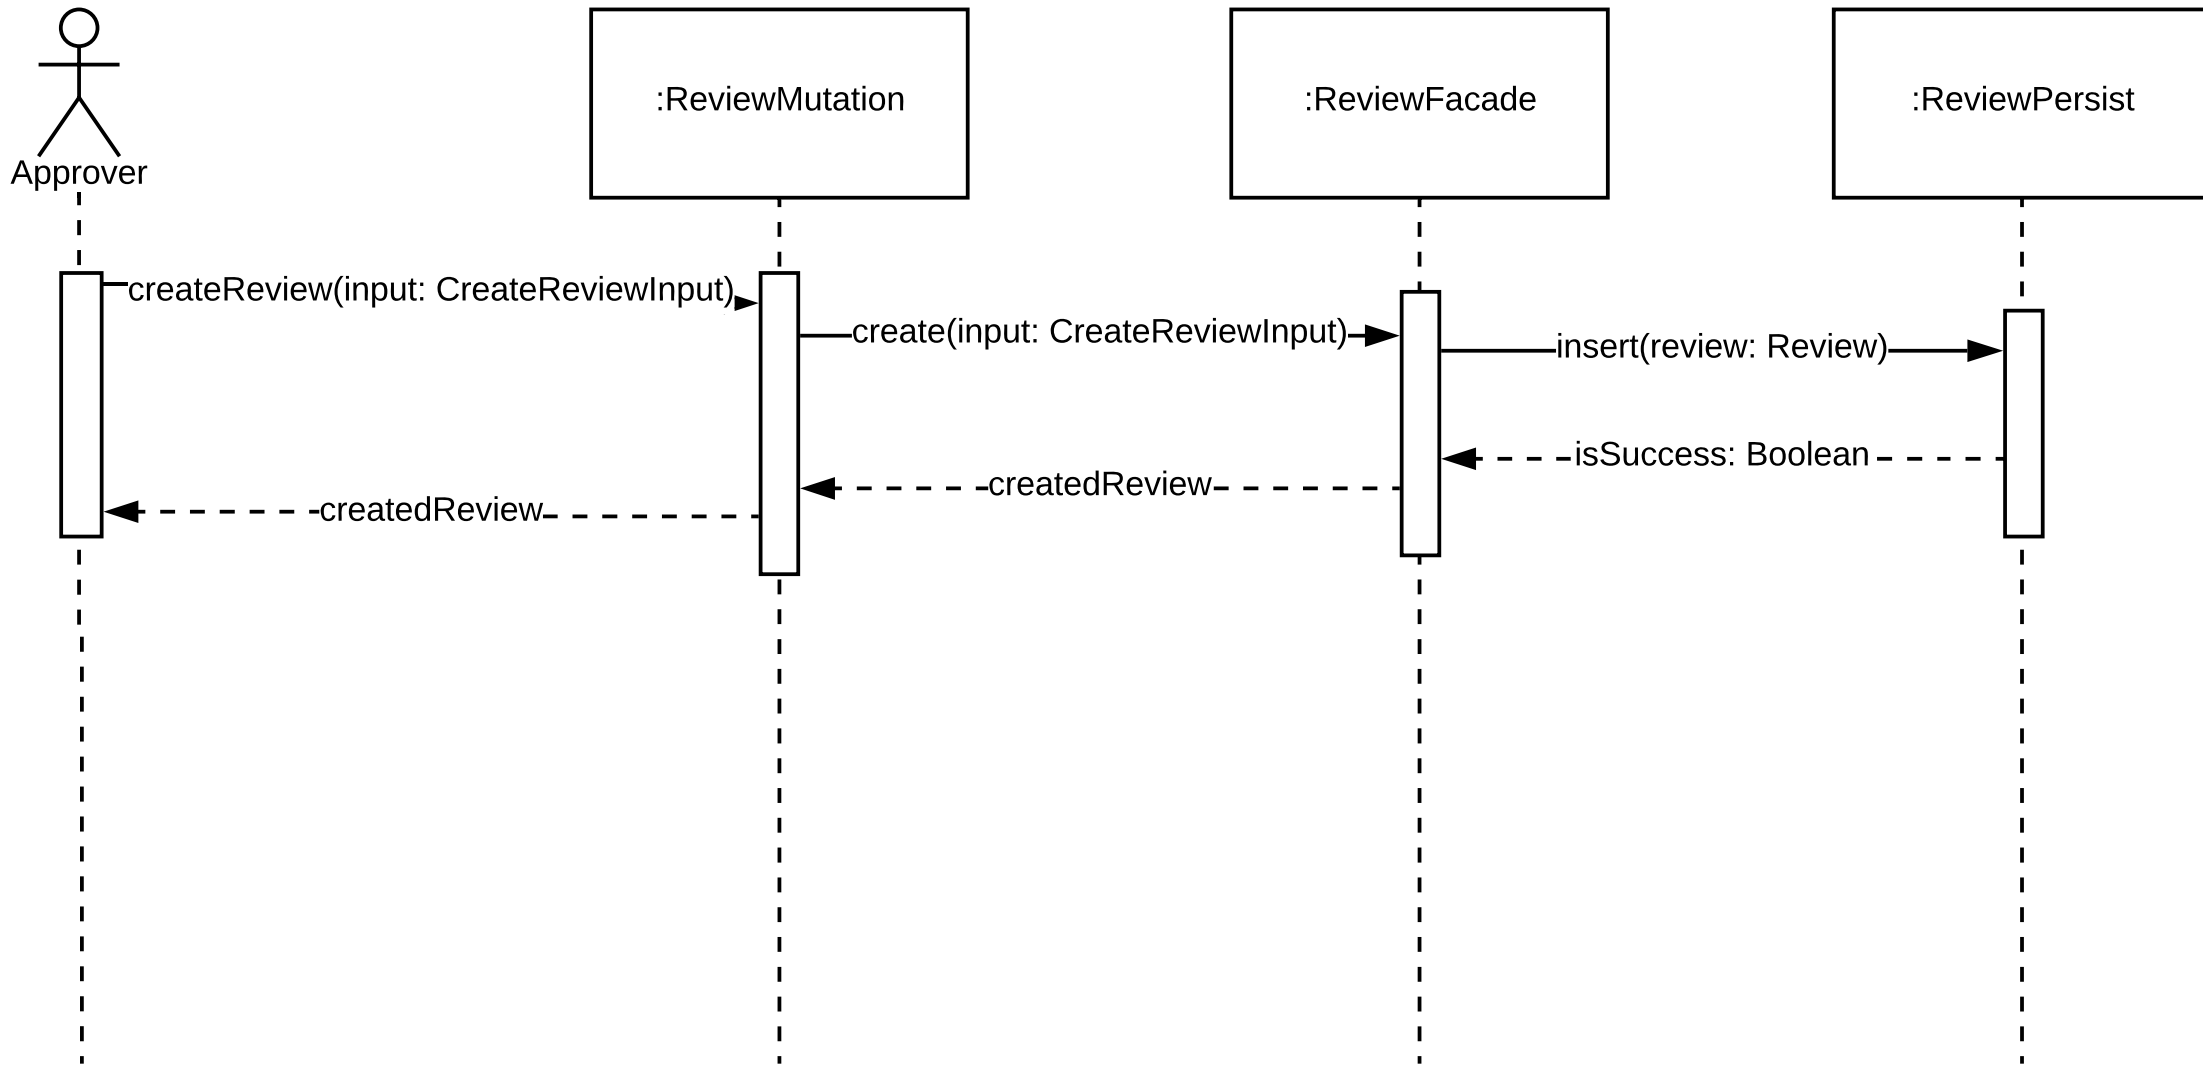 :ReviewMutation
:ReviewFacade
:ReviewPersist
Approver
createReview(input: CreateReviewInput)
create(input: CreateReviewInput)
insert(review: Review)
isSuccess: Boolean
createdReview
createdReview